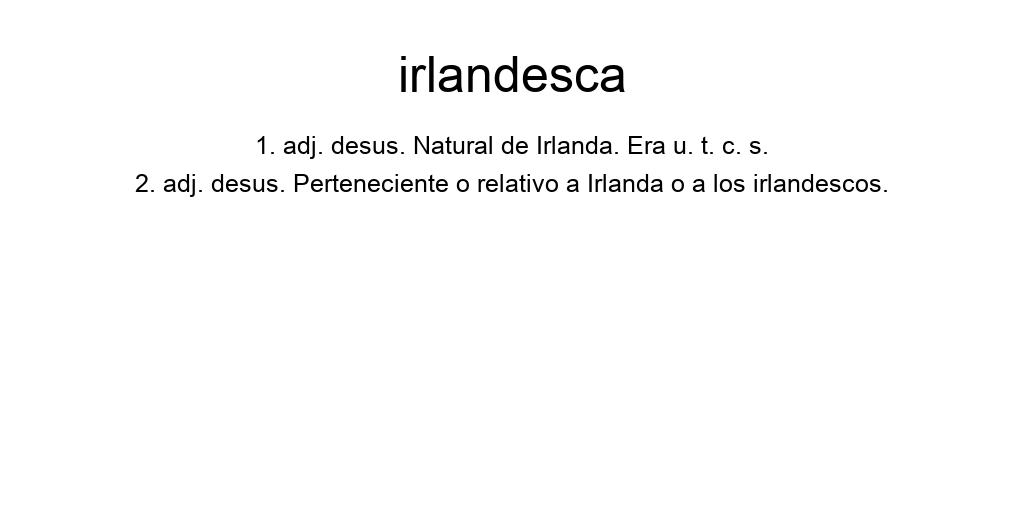 irlandesca
1. adj. desus. Natural de Irlanda. Era u. t. c. s.
2. adj. desus. Perteneciente o relativo a Irlanda o a los irlandescos.